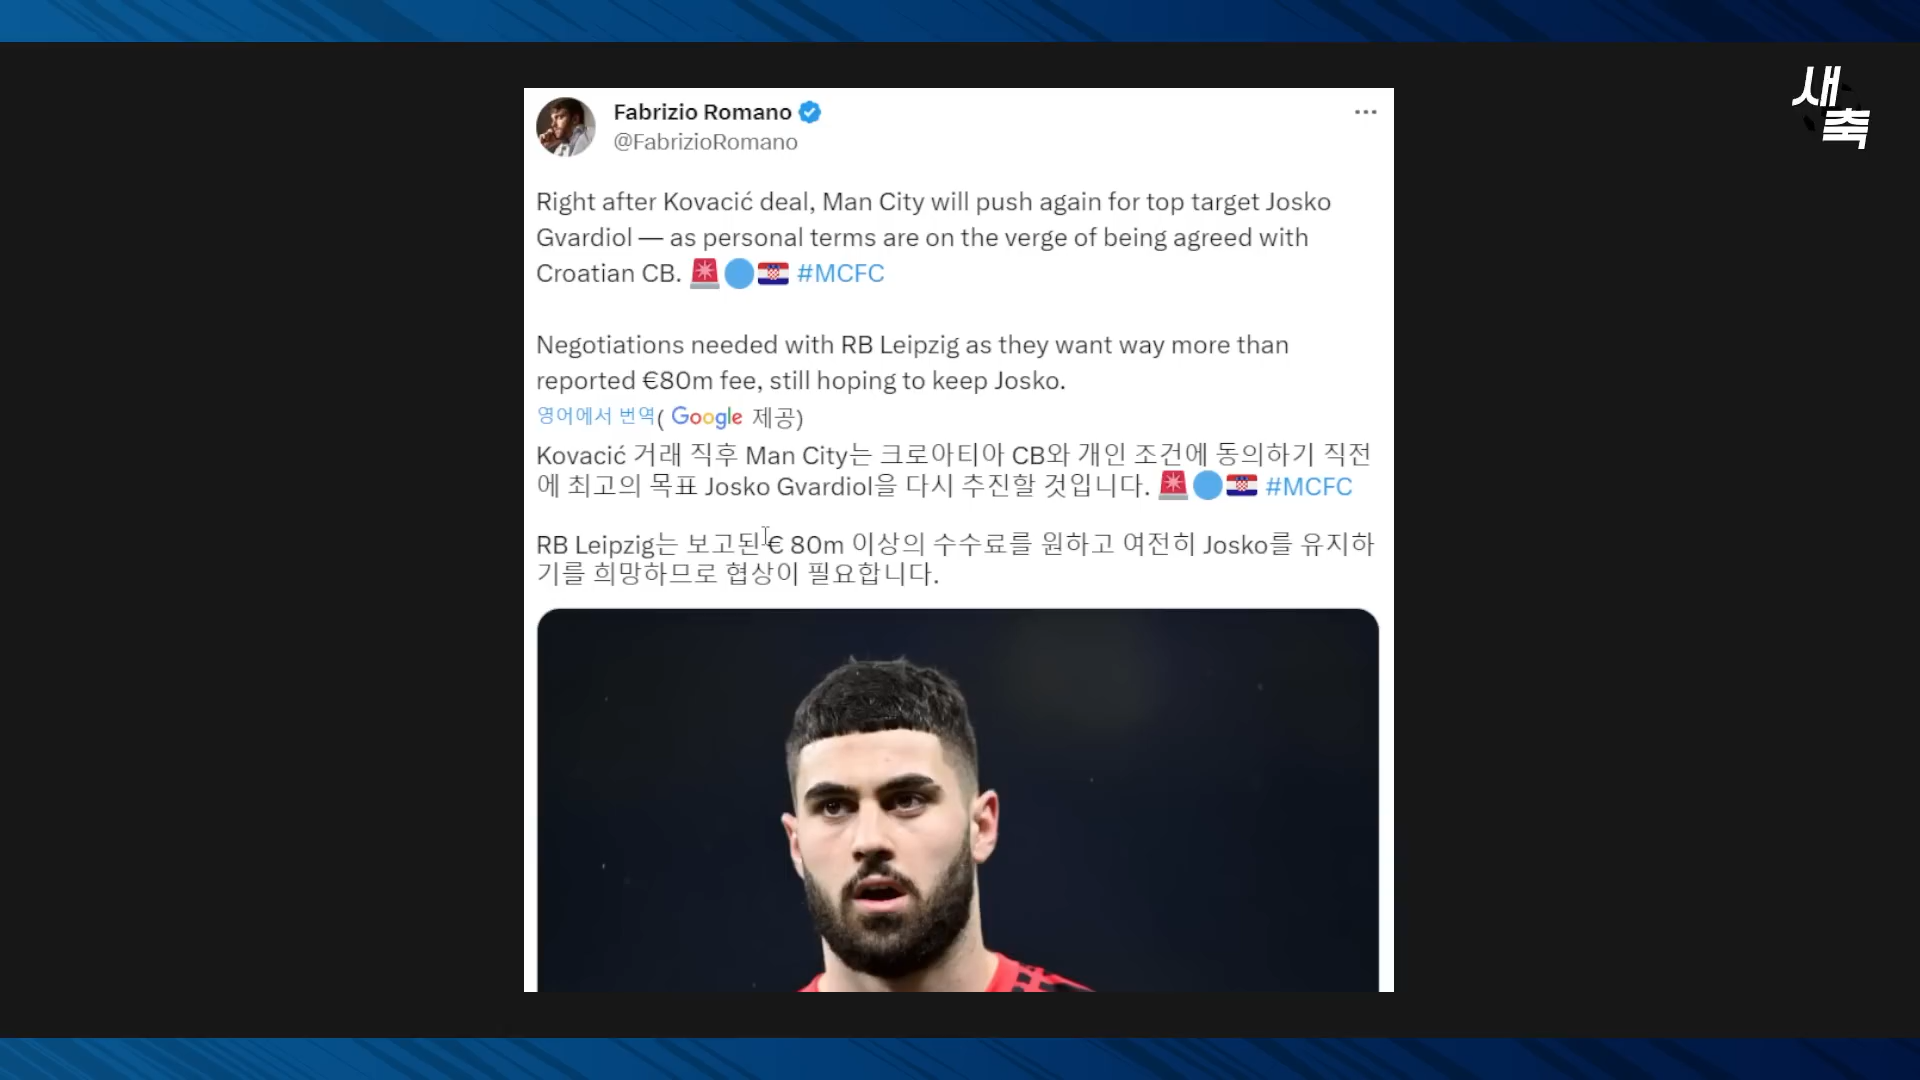 새
축
Fabrizio Romano
@FabrizioRomano
Right after Kovacić deal, Man City will push again for top target Josko
Gvardiol — as personal terms are on the verge of being agreed with
Croatian CB. 🚨🔵🇭🇷 #MCFC
Negotiations needed with RB Leipzig as they want way more than
reported €80m fee, still hoping to keep Josko.
영어에서 번역( Google 제공)
Kovacić 거래 직후 Man City는 크로아티아 CB와 개인 조건에 동의하기 직전
에 최고의 목표 Josko Gvardiol을 다시 추진할 것입니다. 🚨🔵🇭🇷 #MCFC
RB Leipzig는 보고된 € 80m 이상의 수수료를 원하고 여전히 Josko를 유지하
기를 희망하므로 협상이 필요합니다.